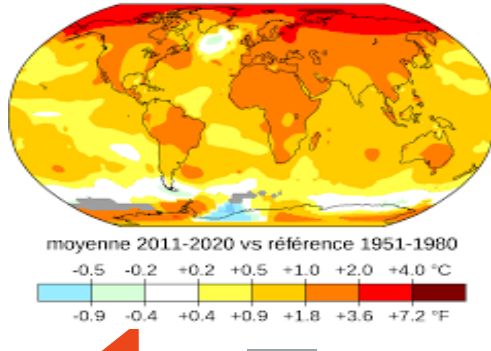 moyenne 2011-2020 vs référence 1951-1980
-0.5 -0.2 +0.2 +0.5 +1.0 +2.0 +4.0 °C
-0.9 -0.4 +0.4 +0.9 +1.8 +3.6 +7.2 °F